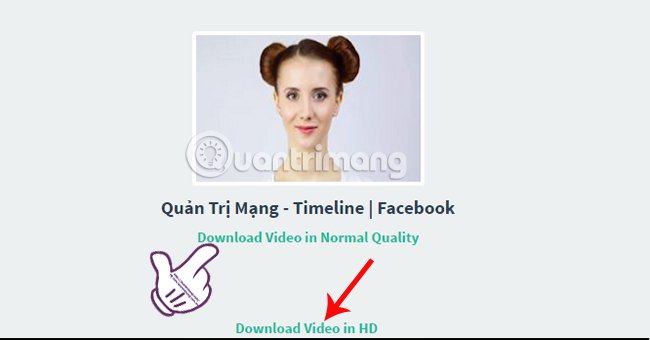 Quantrimang
Quản Trị Mạng - Timeline | Facebook
Download Video in Normal Quality
Download Video in HD